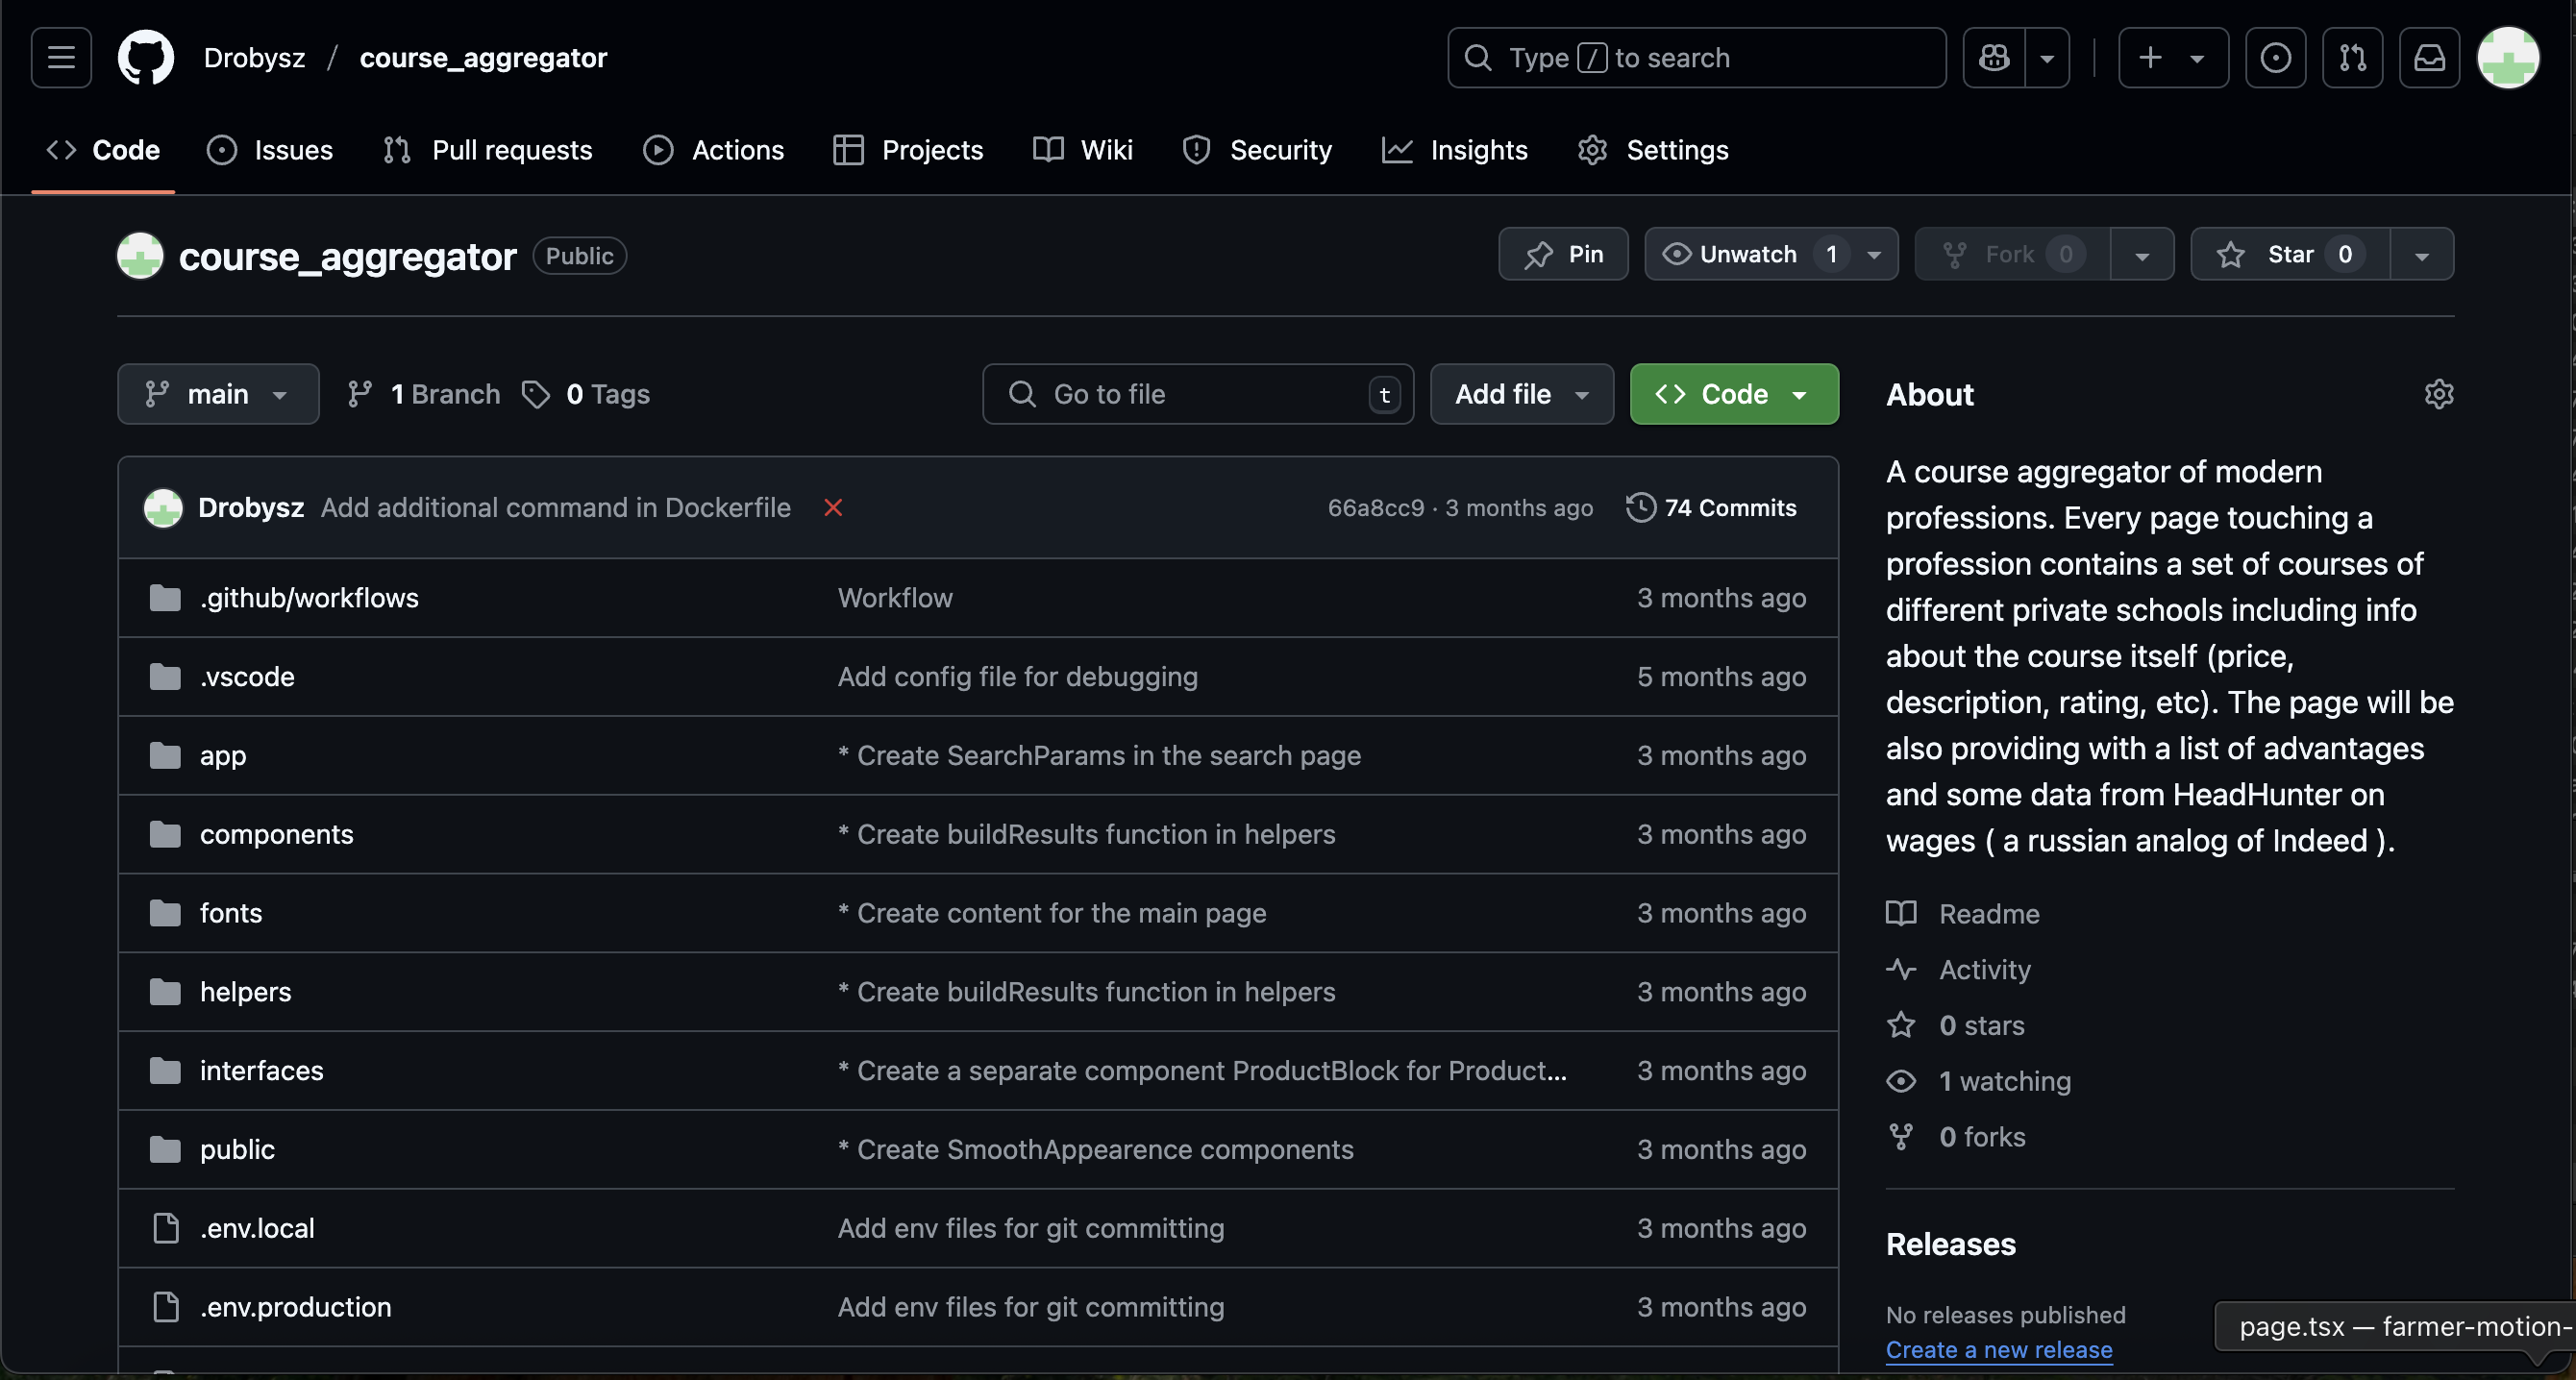 Drobysz / course_aggregator
Type / to search
Code
Issues
Pull requests
Actions
Projects
Wiki
Security
Insights
Settings
course_aggregator Public
Pin
Unwatch 1
Fork 0
Star 0
main
1 Branch
0 Tags
Go to file t
Add file
Code
Drobysz Add additional command in Dockerfile
66a8cc9 · 3 months ago
74 Commits
.github/workflows Workflow 3 months ago
.vscode Add config file for debugging 5 months ago
app * Create SearchParams in the search page 3 months ago
components * Create buildResults function in helpers 3 months ago
fonts * Create content for the main page 3 months ago
helpers * Create buildResults function in helpers 3 months ago
interfaces * Create a separate component ProductBlock for Product... 3 months ago
public * Create SmoothAppearence components 3 months ago
.env.local Add env files for git committing 3 months ago
.env.production Add env files for git committing 3 months ago
About
A course aggregator of modern
professions. Every page touching a
profession contains a set of courses of
different private schools including info
about the course itself (price,
description, rating, etc). The page will be
also providing with a list of advantages
and some data from HeadHunter on
wages ( a russian analog of Indeed ).
Readme
Activity
0 stars
1 watching
0 forks
Releases
No releases published
Create a new release
page.tsx — farmer-motion-